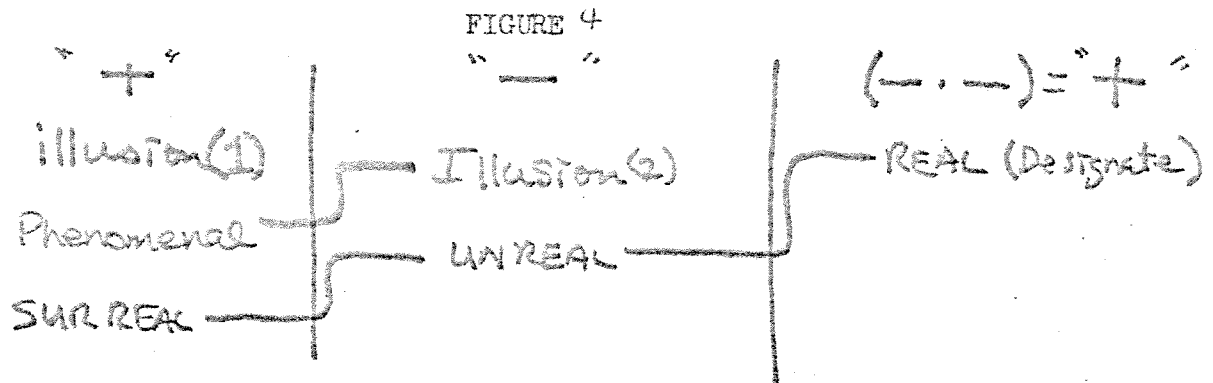 FIGURE 4
"+" "—" (—·—)="+"
illusion(1) Illusion(2) REAL (Designate)
Phenomenal
UNREAL
SURREAL